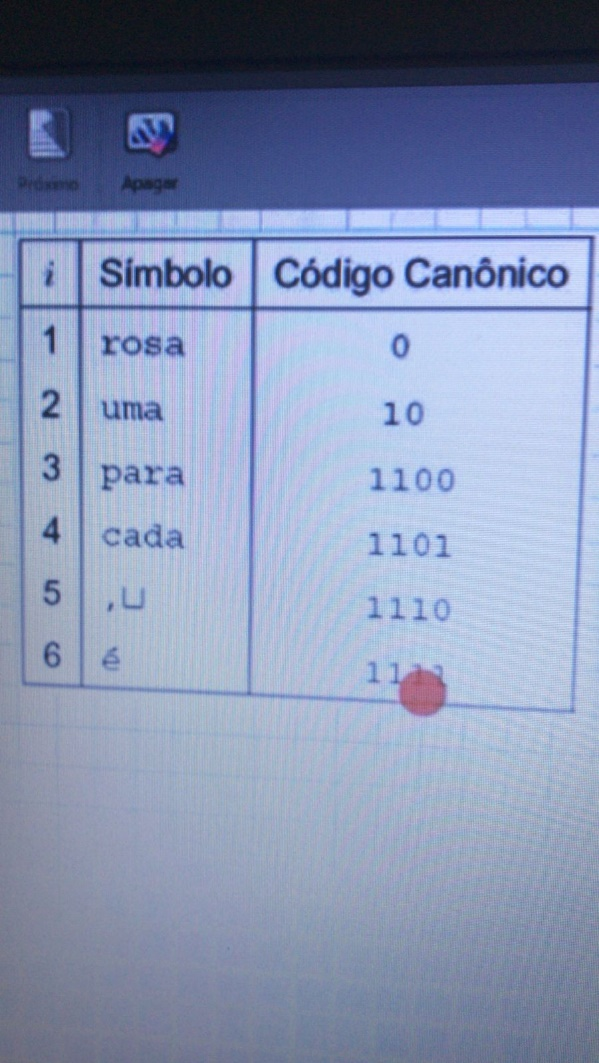 Próximo Apagar
i Símbolo Código Canônico
1 rosa 0
2 uma 10
3 para 1100
4 cada 1101
5 ,⊔ 1110
6 é 1111